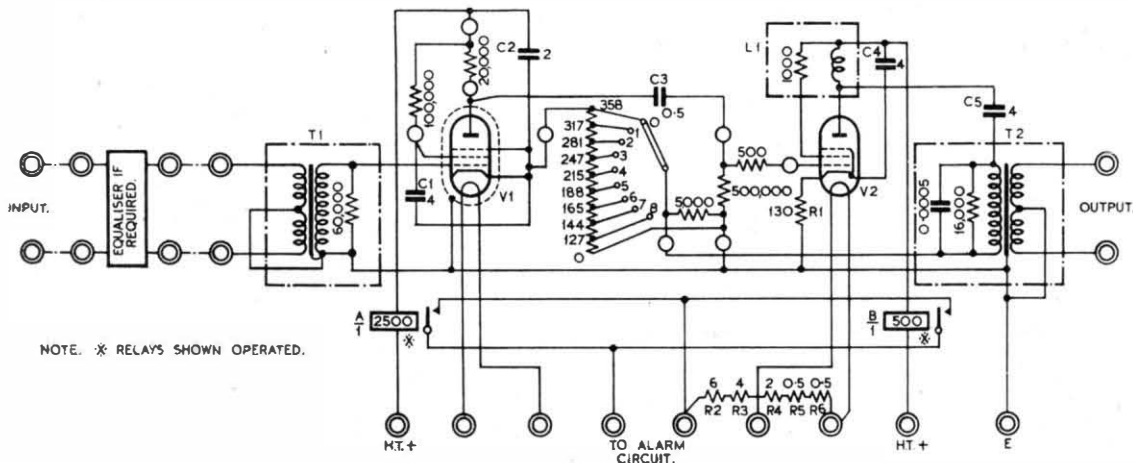 T1
INPUT.
EQUALISER IF
REQUIRED.
60,000
100,000
C1
4
20,000
C2
2
V1
358
317
281
247
215
188
165
144
127
0
0
1
2
3
4
5
6
7
8
C3
0·5
5000
500
500,000
L1
1000
C4
4
V2
130
R1
C5
4
T2
·0005
16,000
OUTPUT.
A
1
2500
※
B
1
500
※
NOTE. ※ RELAYS SHOWN OPERATED.
6
R2
4
R3
2
R4
0·5
R5
0·5
R6
H.T. +
TO ALARM
CIRCUIT.
H.T. +
E